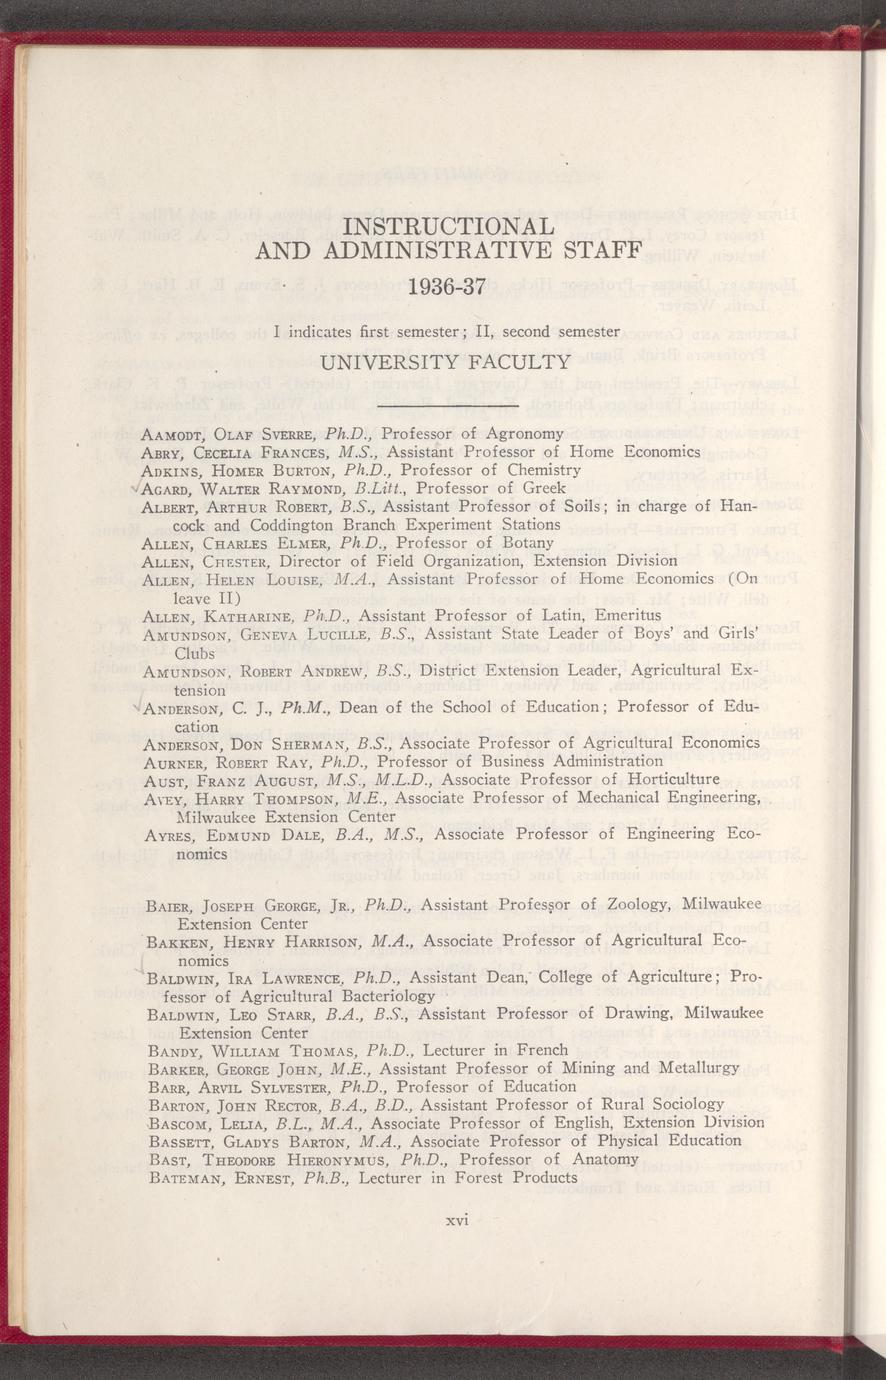 INSTRUCTIONAL
AND ADMINISTRATIVE STAFF
1936-37
I indicates first semester; II, second semester
UNIVERSITY FACULTY
AAMODT, OLAF SVERRE, Ph.D., Professor of Agronomy
ABRY, CECELIA FRANCES, M.S., Assistant Professor of Home Economics
ADKINS, HOMER BURTON, Ph.D., Professor of Chemistry
AGARD, WALTER RAYMOND, B.Litt., Professor of Greek
ALBERT, ARTHUR ROBERT, B.S., Assistant Professor of Soils; in charge of Han-
cock and Coddington Branch Experiment Stations
ALLEN, CHARLES ELMER, Ph.D., Professor of Botany
ALLEN, CHESTER, Director of Field Organization, Extension Division
ALLEN, HELEN LOUISE, M.A., Assistant Professor of Home Economics (On
leave II)
ALLEN, KATHARINE, Ph.D., Assistant Professor of Latin, Emeritus
AMUNDSON, GENEVA LUCILLE, B.S., Assistant State Leader of Boys' and Girls'
Clubs
AMUNDSON, ROBERT ANDREW, B.S., District Extension Leader, Agricultural Ex-
tension
ANDERSON, C. J., Ph.M., Dean of the School of Education; Professor of Edu-
cation
ANDERSON, DON SHERMAN, B.S., Associate Professor of Agricultural Economics
AURNER, ROBERT RAY, Ph.D., Professor of Business Administration
AUST, FRANZ AUGUST, M.S., M.L.D., Associate Professor of Horticulture
AVEY, HARRY THOMPSON, M.E., Associate Professor of Mechanical Engineering,
Milwaukee Extension Center
AYRES, EDMUND DALE, B.A., M.S., Associate Professor of Engineering Eco-
nomics
BAIER, JOSEPH GEORGE, JR., Ph.D., Assistant Professor of Zoology, Milwaukee
Extension Center
BAKKEN, HENRY HARRISON, M.A., Associate Professor of Agricultural Eco-
nomics
BALDWIN, IRA LAWRENCE, Ph.D., Assistant Dean, College of Agriculture; Pro-
fessor of Agricultural Bacteriology
BALDWIN, LEO STARR, B.A., B.S., Assistant Professor of Drawing, Milwaukee
Extension Center
BANDY, WILLIAM THOMAS, Ph.D., Lecturer in French
BARKER, GEORGE JOHN, M.E., Assistant Professor of Mining and Metallurgy
BARR, ARVIL SYLVESTER, Ph.D., Professor of Education
BARTON, JOHN RECTOR, B.A., B.D., Assistant Professor of Rural Sociology
BASCOM, LELIA, B.L., M.A., Associate Professor of English, Extension Division
BASSETT, GLADYS BARTON, M.A., Associate Professor of Physical Education
BAST, THEODORE HIERONYMUS, Ph.D., Professor of Anatomy
BATEMAN, ERNEST, Ph.B., Lecturer in Forest Products
xvi